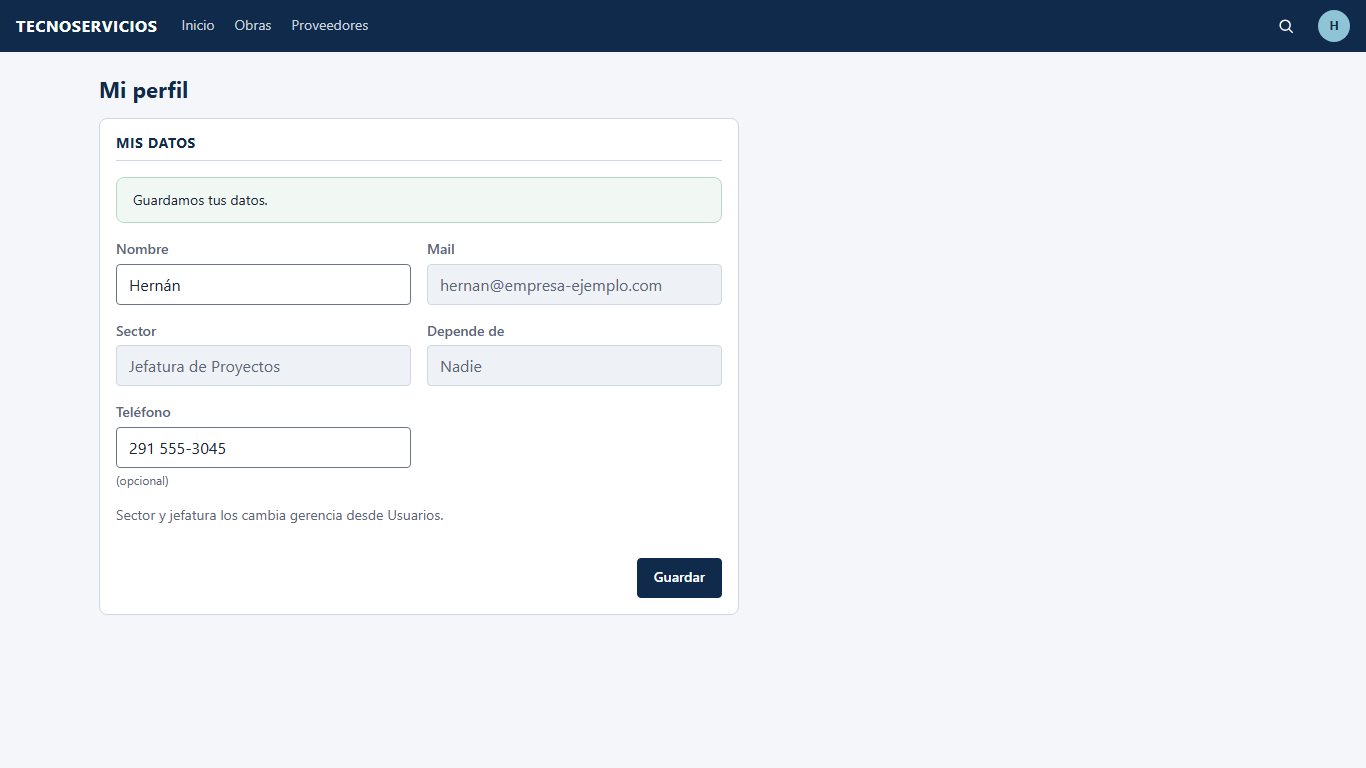 TECNOSERVICIOS Inicio Obras Proveedores H
Mi perfil
MIS DATOS
Guardamos tus datos.
Nombre Mail
Hernán hernan@empresa-ejemplo.com
Sector Depende de
Jefatura de Proyectos Nadie
Teléfono
291 555-3045
(opcional)
Sector y jefatura los cambia gerencia desde Usuarios.
Guardar